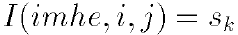 $I(imhe, i, j) = s_k$